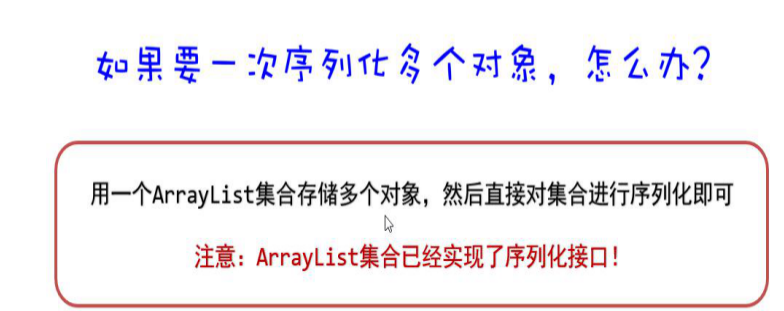 如果要一次序列化多个对象，怎么办？
用一个ArrayList集合存储多个对象，然后直接对集合进行序列化即可
注意：ArrayList集合已经实现了序列化接口！